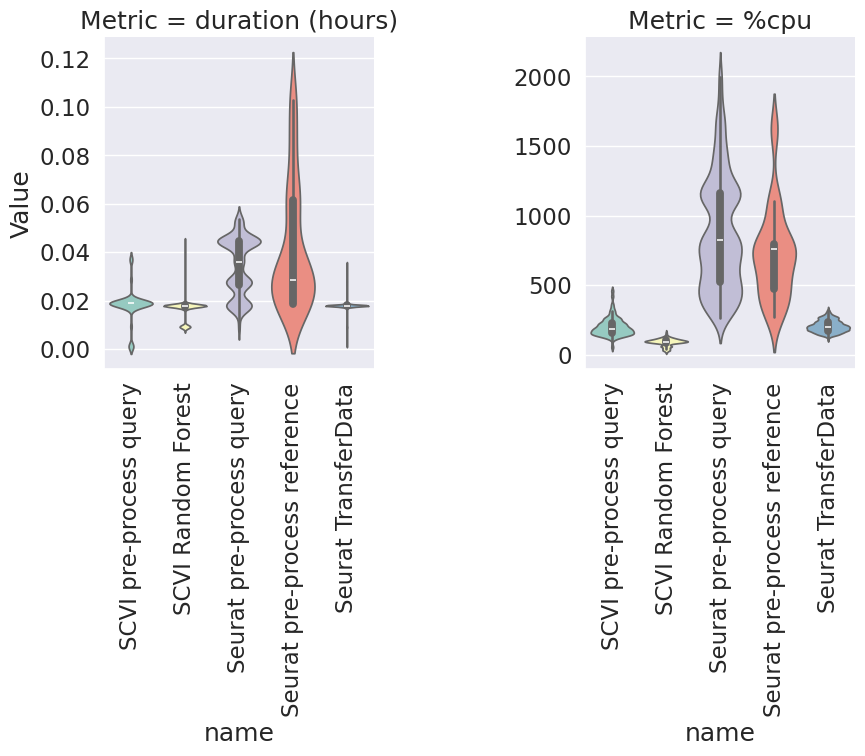 Metric = duration (hours)
Value
0.12
0.10
0.08
0.06
0.04
0.02
0.00
SCVI pre-process query
SCVI Random Forest
Seurat pre-process query
Seurat pre-process reference
Seurat TransferData
name
Metric = %cpu
2000
1500
1000
500
0
SCVI pre-process query
SCVI Random Forest
Seurat pre-process query
Seurat pre-process reference
Seurat TransferData
name